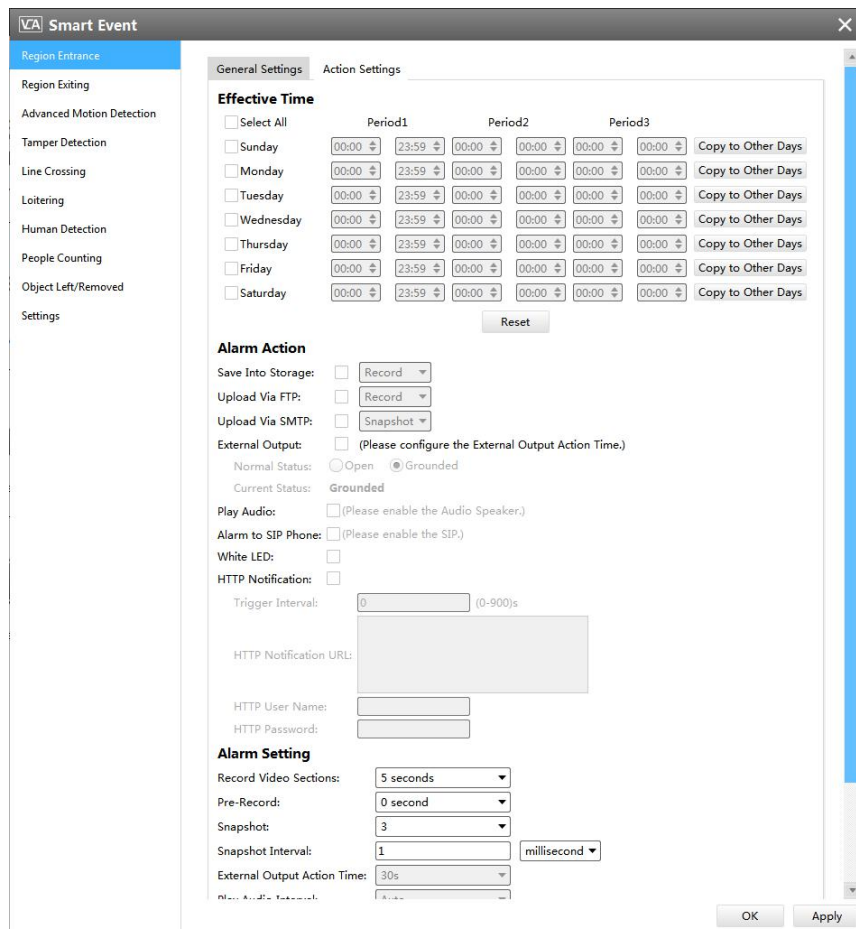 VCA Smart Event
Region Entrance
Region Exiting
Advanced Motion Detection
Tamper Detection
Line Crossing
Loitering
Human Detection
People Counting
Object Left/Removed
Settings
General Settings Action Settings
Effective Time
Select All Period1 Period2 Period3
Sunday 00:00 23:59 00:00 00:00 00:00 00:00 Copy to Other Days
Monday 00:00 23:59 00:00 00:00 00:00 00:00 Copy to Other Days
Tuesday 00:00 23:59 00:00 00:00 00:00 00:00 Copy to Other Days
Wednesday 00:00 23:59 00:00 00:00 00:00 00:00 Copy to Other Days
Thursday 00:00 23:59 00:00 00:00 00:00 00:00 Copy to Other Days
Friday 00:00 23:59 00:00 00:00 00:00 00:00 Copy to Other Days
Saturday 00:00 23:59 00:00 00:00 00:00 00:00 Copy to Other Days
Reset
Alarm Action
Save Into Storage: Record
Upload Via FTP: Record
Upload Via SMTP: Snapshot
External Output: (Please configure the External Output Action Time.)
Normal Status: Open Grounded
Current Status: Grounded
Play Audio: (Please enable the Audio Speaker.)
Alarm to SIP Phone: (Please enable the SIP.)
White LED:
HTTP Notification:
Trigger Interval: 0 (0-900)s
HTTP Notification URL:
HTTP User Name:
HTTP Password:
Alarm Setting
Record Video Sections: 5 seconds
Pre-Record: 0 second
Snapshot: 3
Snapshot Interval: 1 millisecond
External Output Action Time: 30s
Play Audio Interval: Auto
OK Apply